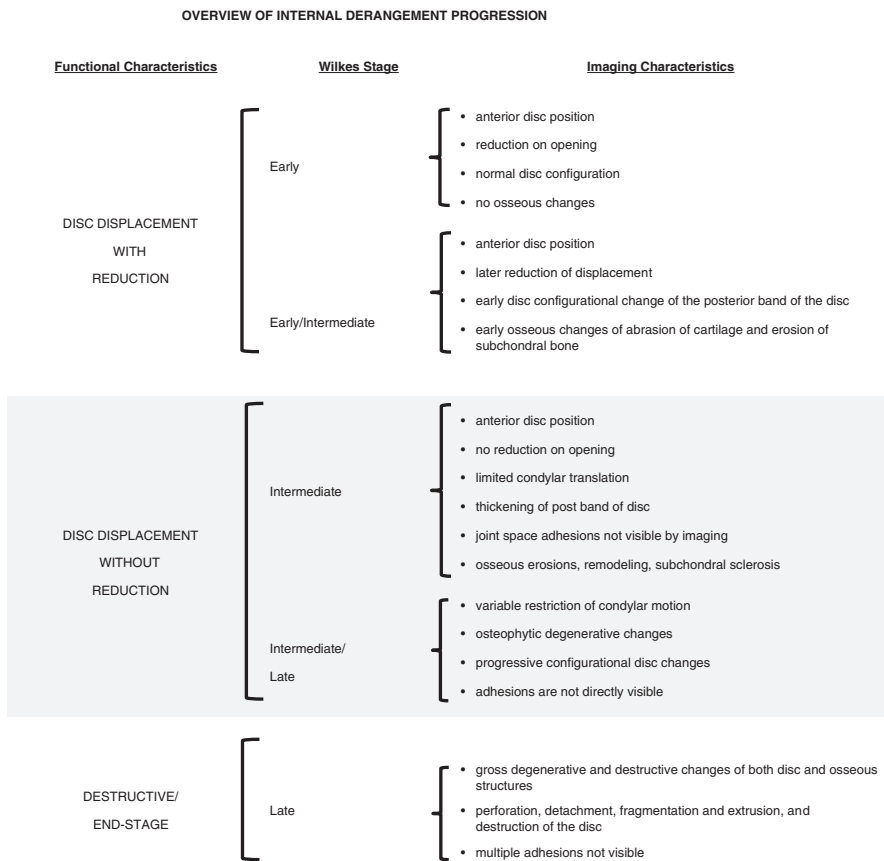 OVERVIEW OF INTERNAL DERANGEMENT PROGRESSION
Functional Characteristics
Wilkes Stage
Imaging Characteristics
DISC DISPLACEMENT
WITH
REDUCTION
Early
• anterior disc position
• reduction on opening
• normal disc configuration
• no osseous changes
Early/Intermediate
• anterior disc position
• later reduction of displacement
• early disc configurational change of the posterior band of the disc
• early osseous changes of abrasion of cartilage and erosion of
subchondral bone
DISC DISPLACEMENT
WITHOUT
REDUCTION
Intermediate
• anterior disc position
• no reduction on opening
• limited condylar translation
• thickening of post band of disc
• joint space adhesions not visible by imaging
• osseous erosions, remodeling, subchondral sclerosis
Intermediate/
Late
• variable restriction of condylar motion
• osteophytic degenerative changes
• progressive configurational disc changes
• adhesions are not directly visible
DESTRUCTIVE/
END-STAGE
Late
• gross degenerative and destructive changes of both disc and osseous
structures
• perforation, detachment, fragmentation and extrusion, and
destruction of the disc
• multiple adhesions not visible